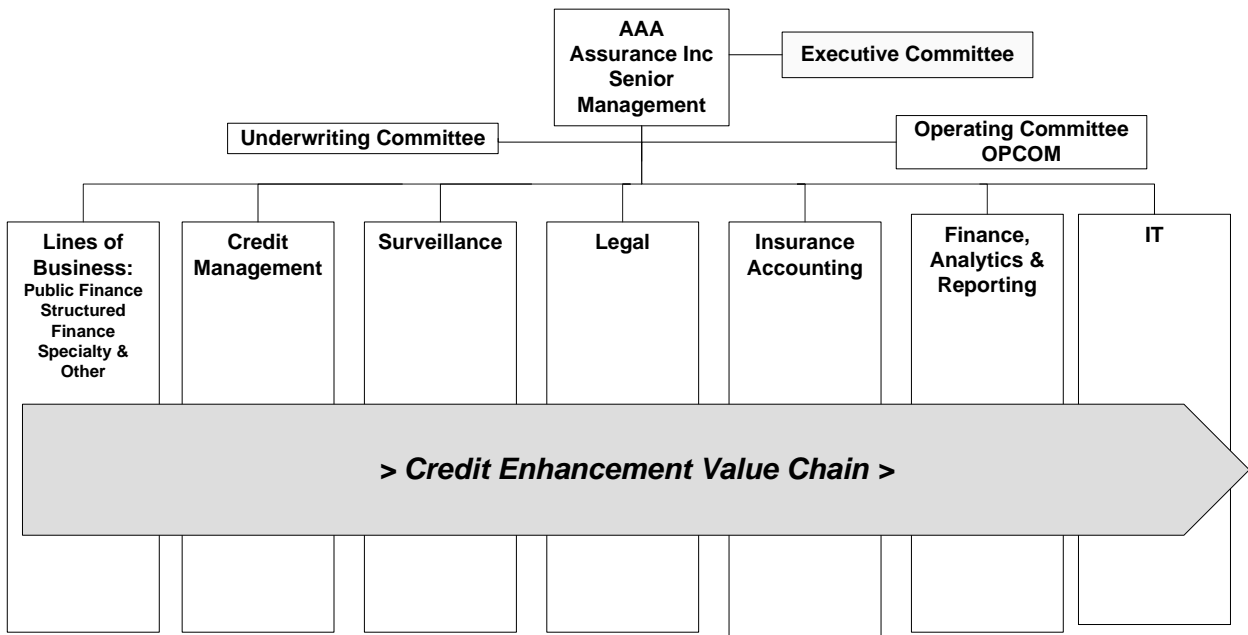 AAA
Assurance Inc
Senior
Management
Executive Committee
Underwriting Committee
Operating Committee
OPCOM
Lines of
Business:
Public Finance
Structured
Finance
Specialty &
Other
Credit
Management
Surveillance
Legal
Insurance
Accounting
Finance,
Analytics &
Reporting
IT
> Credit Enhancement Value Chain >